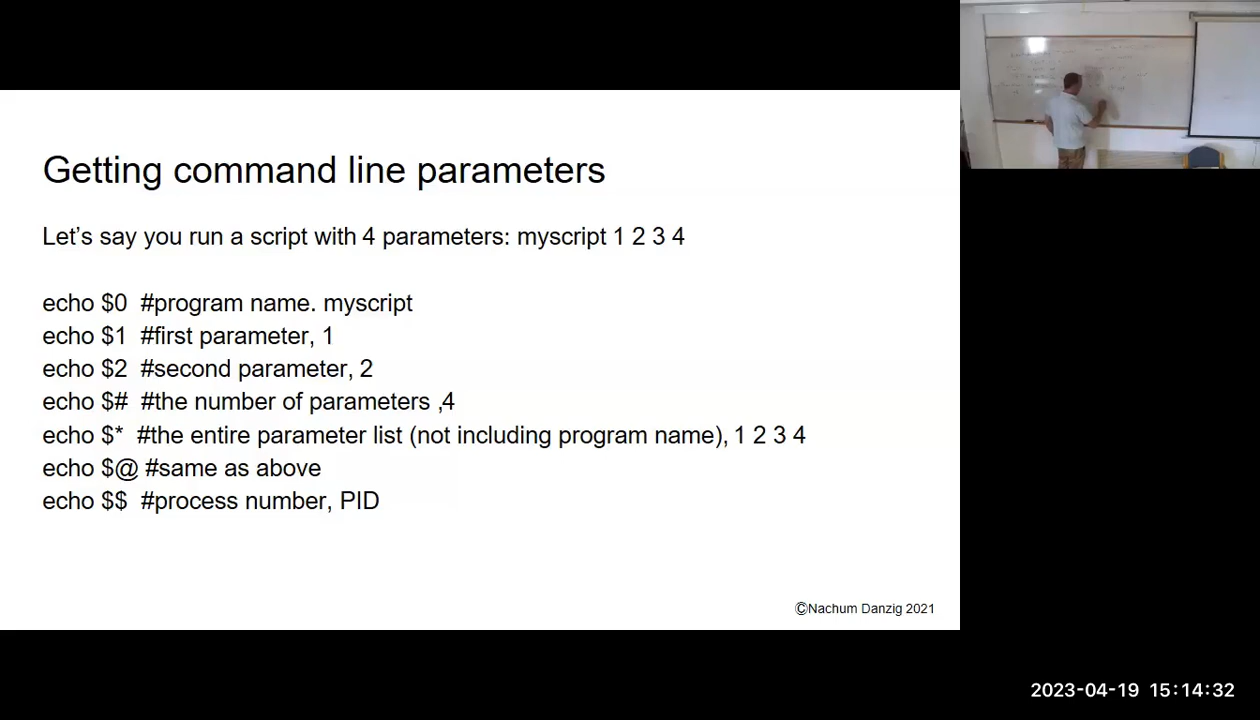 Getting command line parameters
Let’s say you run a script with 4 parameters: myscript 1 2 3 4
echo $0 #program name. myscript
echo $1 #first parameter, 1
echo $2 #second parameter, 2
echo $# #the number of parameters ,4
echo $* #the entire parameter list (not including program name), 1 2 3 4
echo $@ #same as above
echo $$ #process number, PID
©Nachum Danzig 2021
2023-04-19 15:14:32